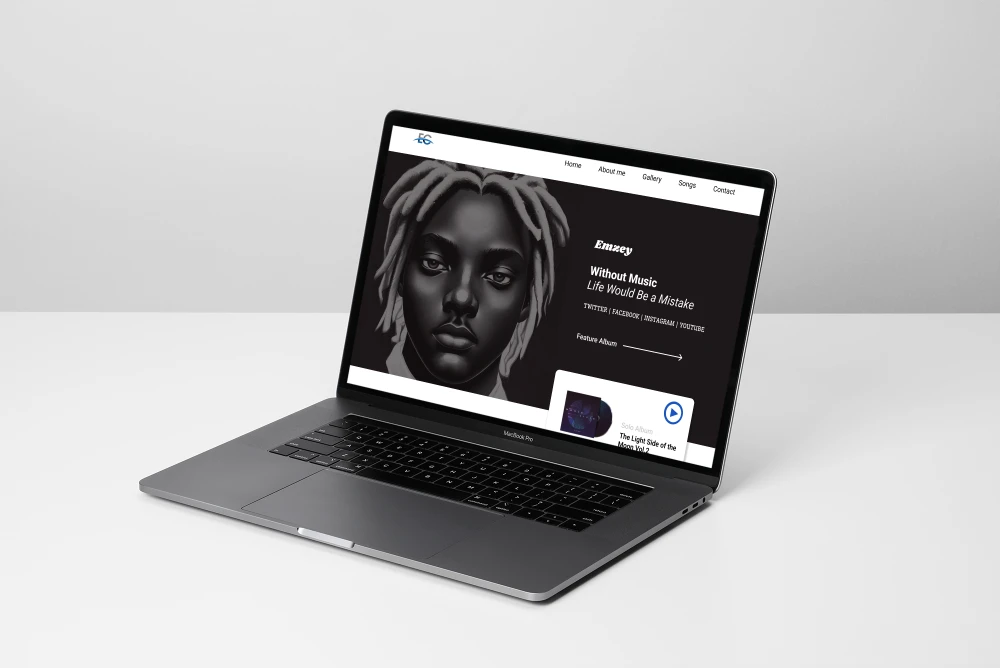 EG
Home About me Gallery Songs Contact
Emzey
Without Music
Life Would Be a Mistake
TWITTER | FACEBOOK | INSTAGRAM | YOUTUBE
Feature Album
Solo Album
The Light Side of the
Moon Vol.2
MacBook Pro